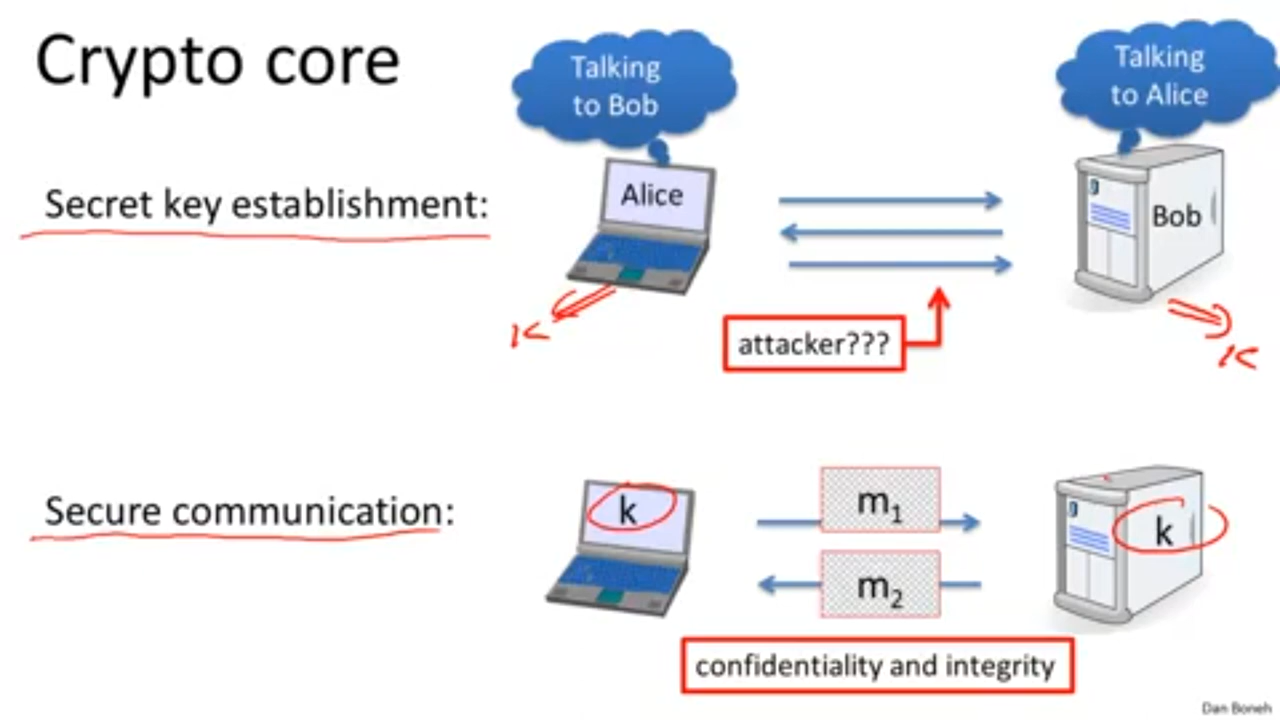 Crypto core
Talking
to Bob
Talking
to Alice
Secret key establishment:
Alice
Bob
attacker???
k
k
Secure communication:
k
m₁
k
m₂
confidentiality and integrity
Dan Boneh